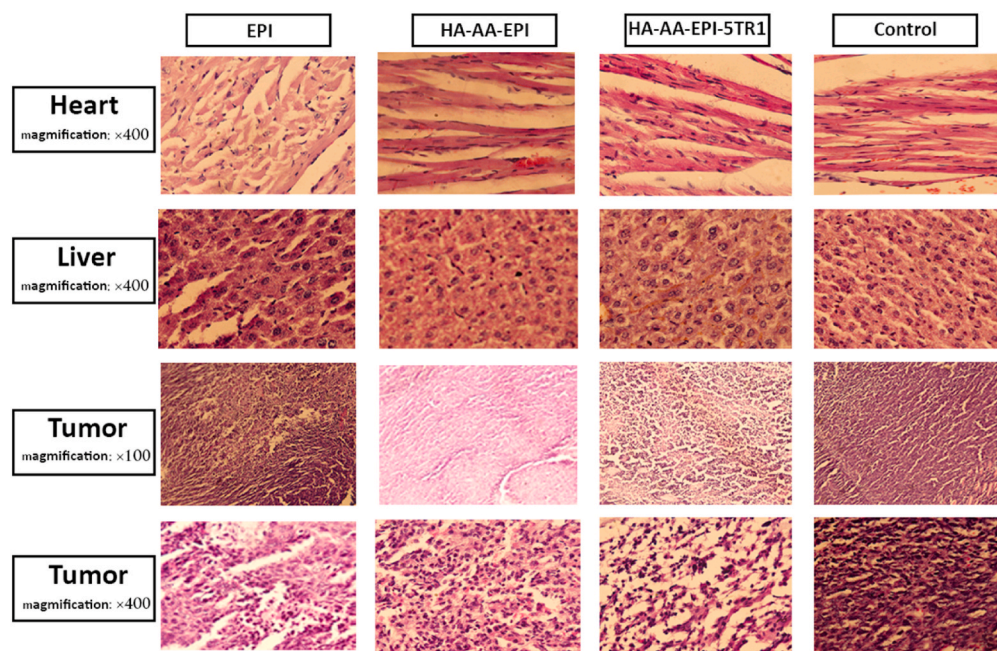 EPI
HA-AA-EPI
HA-AA-EPI-5TR1
Control
Heart
magmification: ×400
Liver
magmification: ×400
Tumor
magmification: ×100
Tumor
magmification: ×400